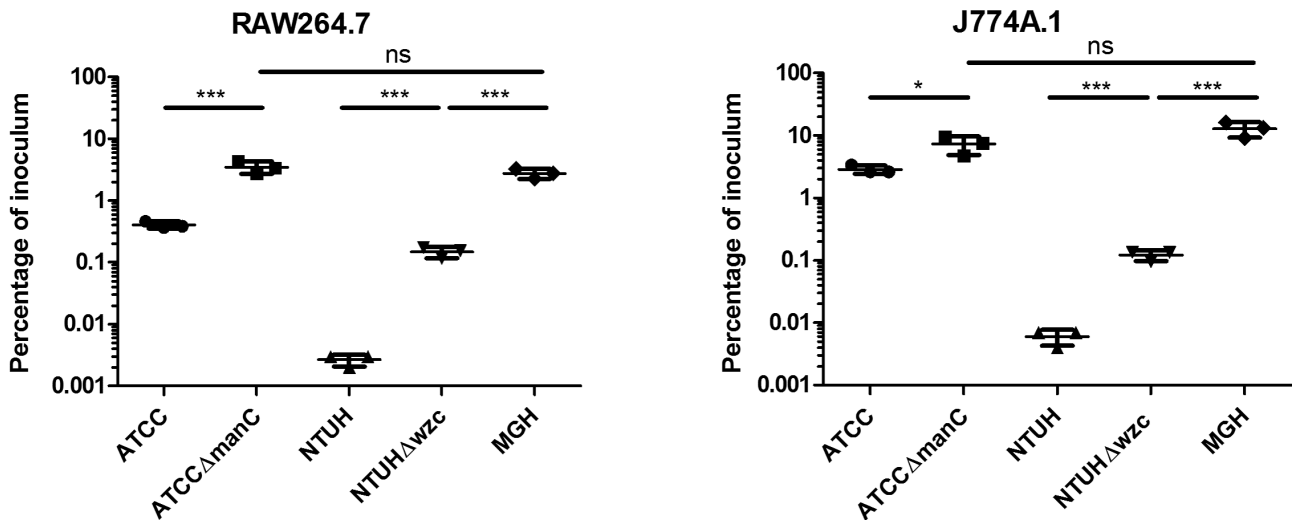 RAW264.7
ns
***
***
***
Percentage of inoculum
100
10
1
0.1
0.01
0.001
ATCC
ATCCΔmanC
NTUH
NTUHΔwzc
MGH
J774A.1
ns
*
***
***
Percentage of inoculum
100
10
1
0.1
0.01
0.001
ATCC
ATCCΔmanC
NTUH
NTUHΔwzc
MGH